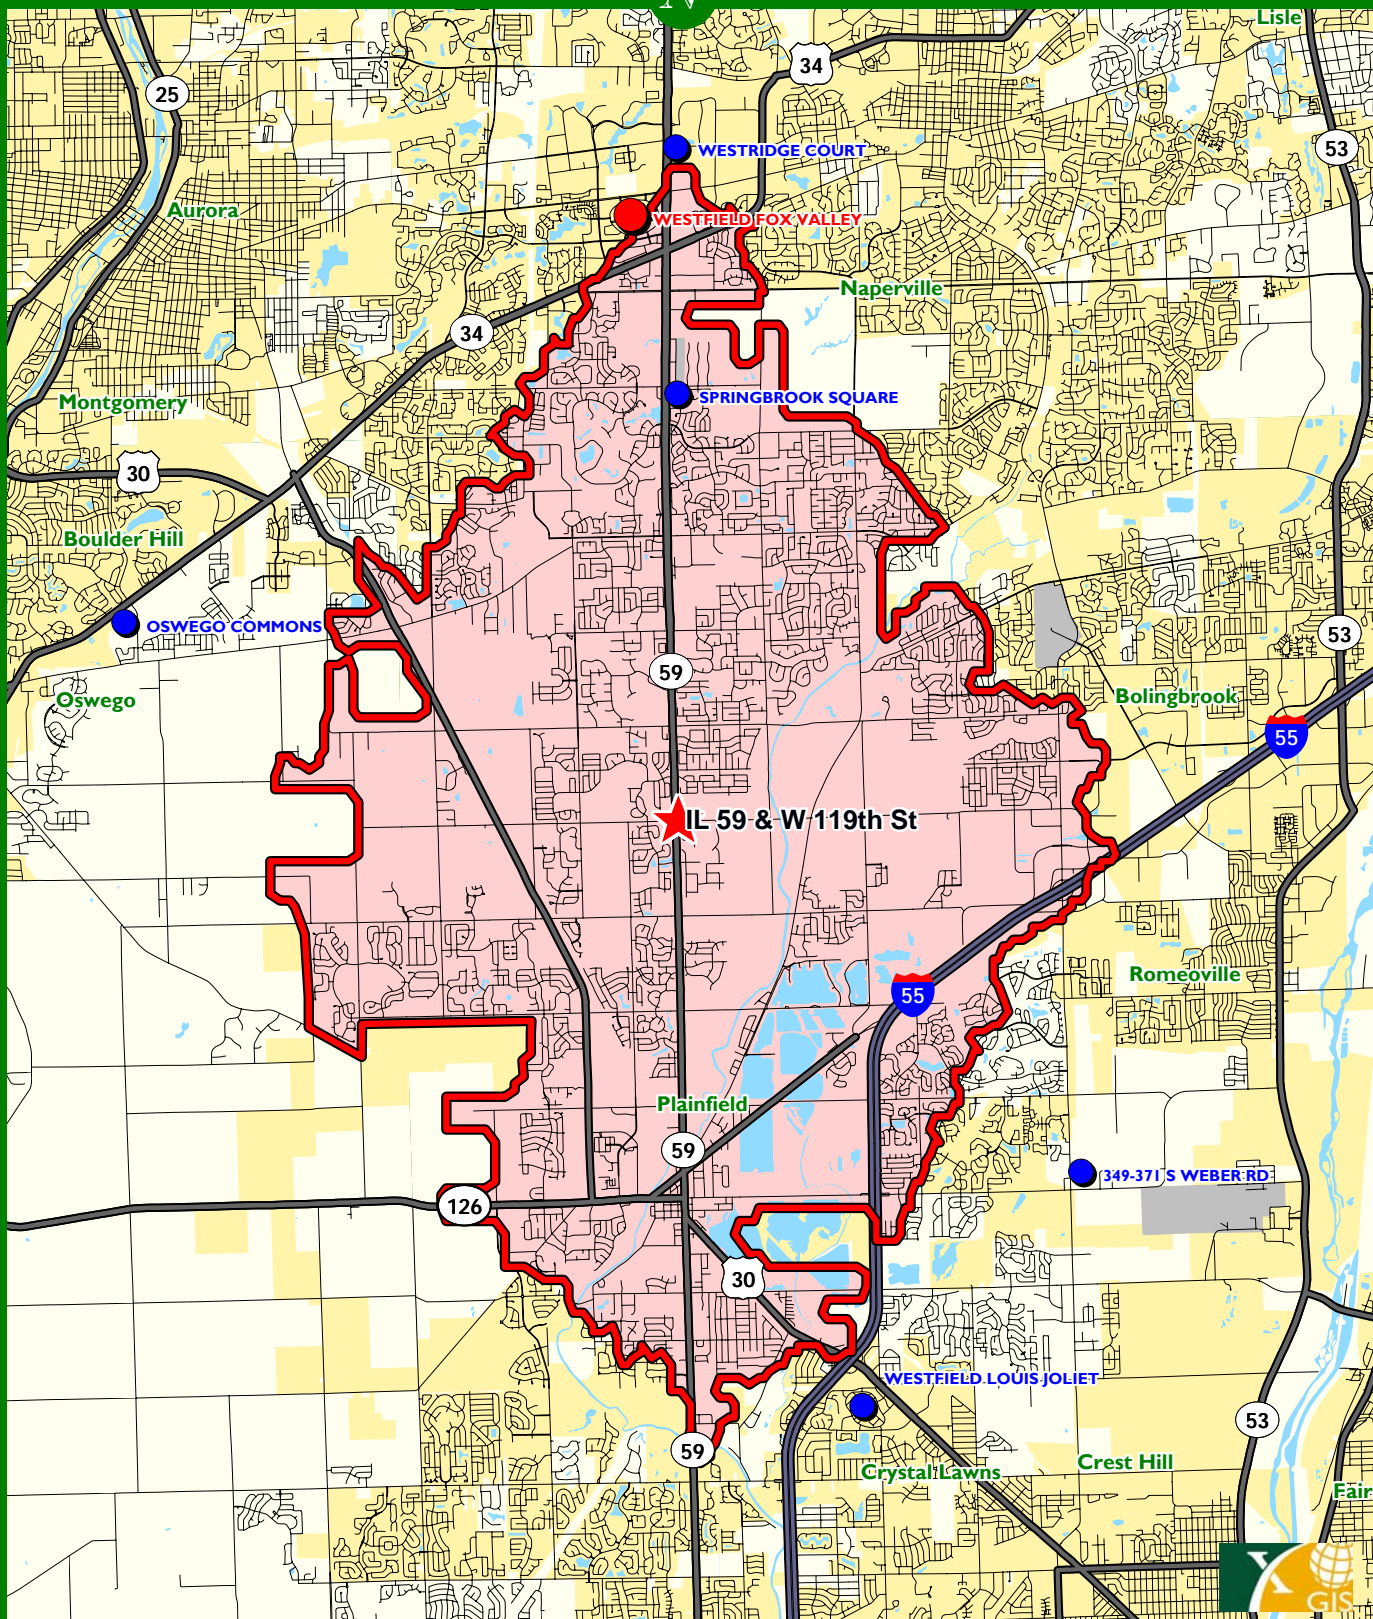 N
Lisle
34
25
53
WESTRIDGE COURT
Aurora
WESTFIELD FOX VALLEY
Naperville
34
Montgomery
SPRINGBROOK SQUARE
30
Boulder Hill
OSWEGO COMMONS
53
59
Oswego
Bolingbrook
55
IL 59 & W 119th St
Romeoville
55
Plainfield
59
349-371 S WEBER RD
126
30
WESTFIELD LOUIS JOLIET
53
59
Crest Hill
Crystal Lawns
Fair
X
GIS